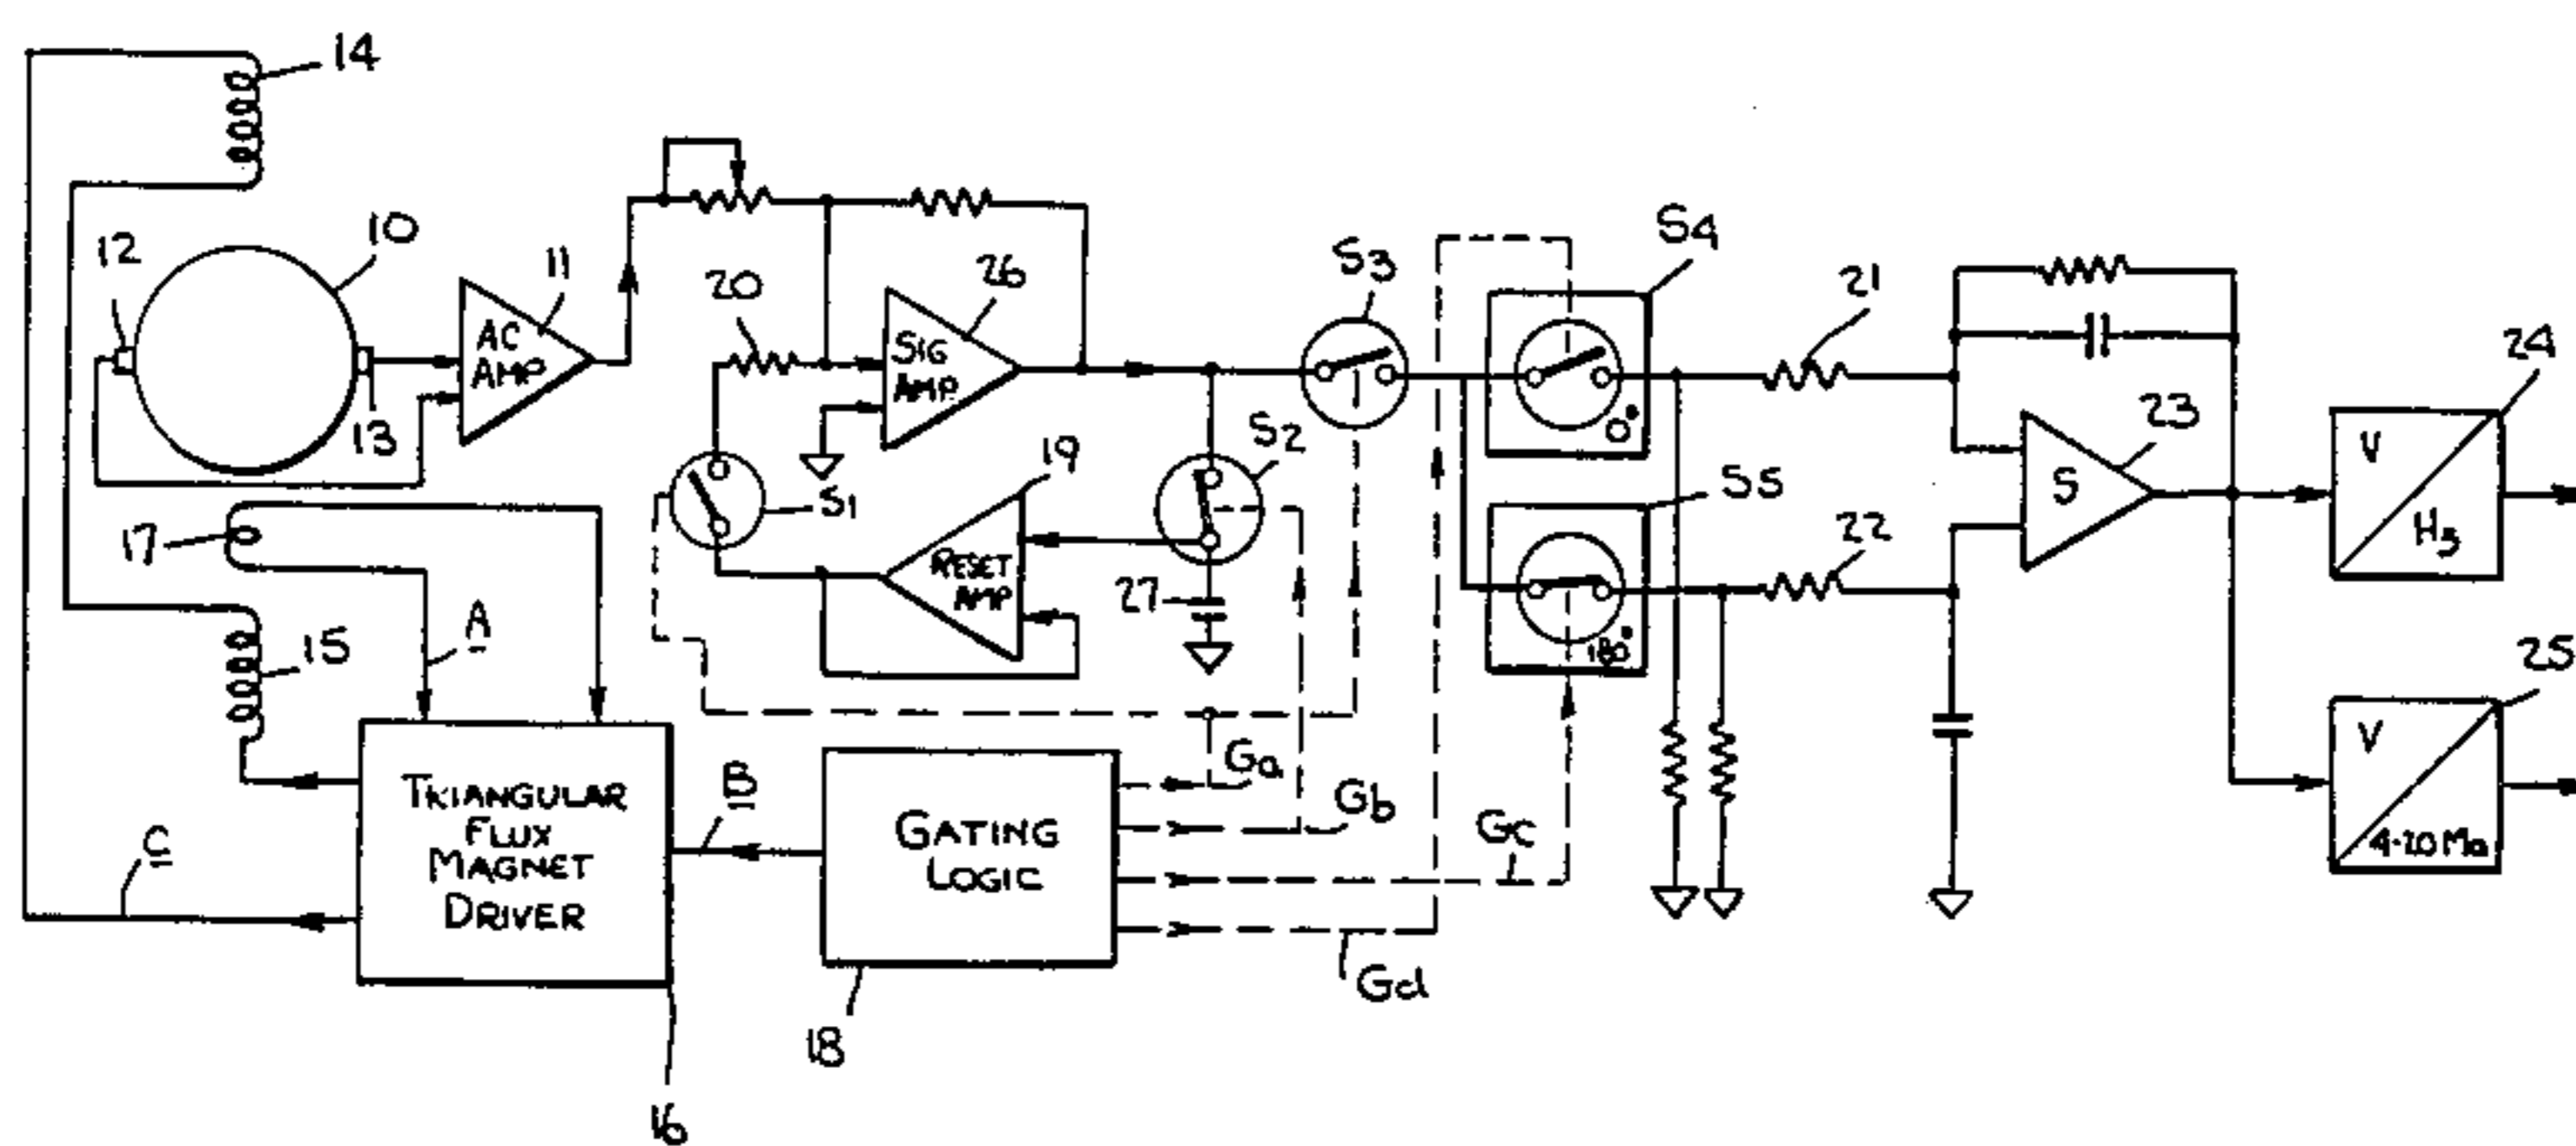 14
10
12
11
AC
AMP
13
20
26
SIG
AMP
S3
S4
0°
21
24
23
S
V
Hz
S1
19
RESET
AMP
S2
27
S5
180°
22
17
A
15
25
V
4-20 Ma
TRIANGULAR
FLUX
MAGNET
DRIVER
C
B
GATING
LOGIC
Ga
Gb
Gc
Gd
18
16